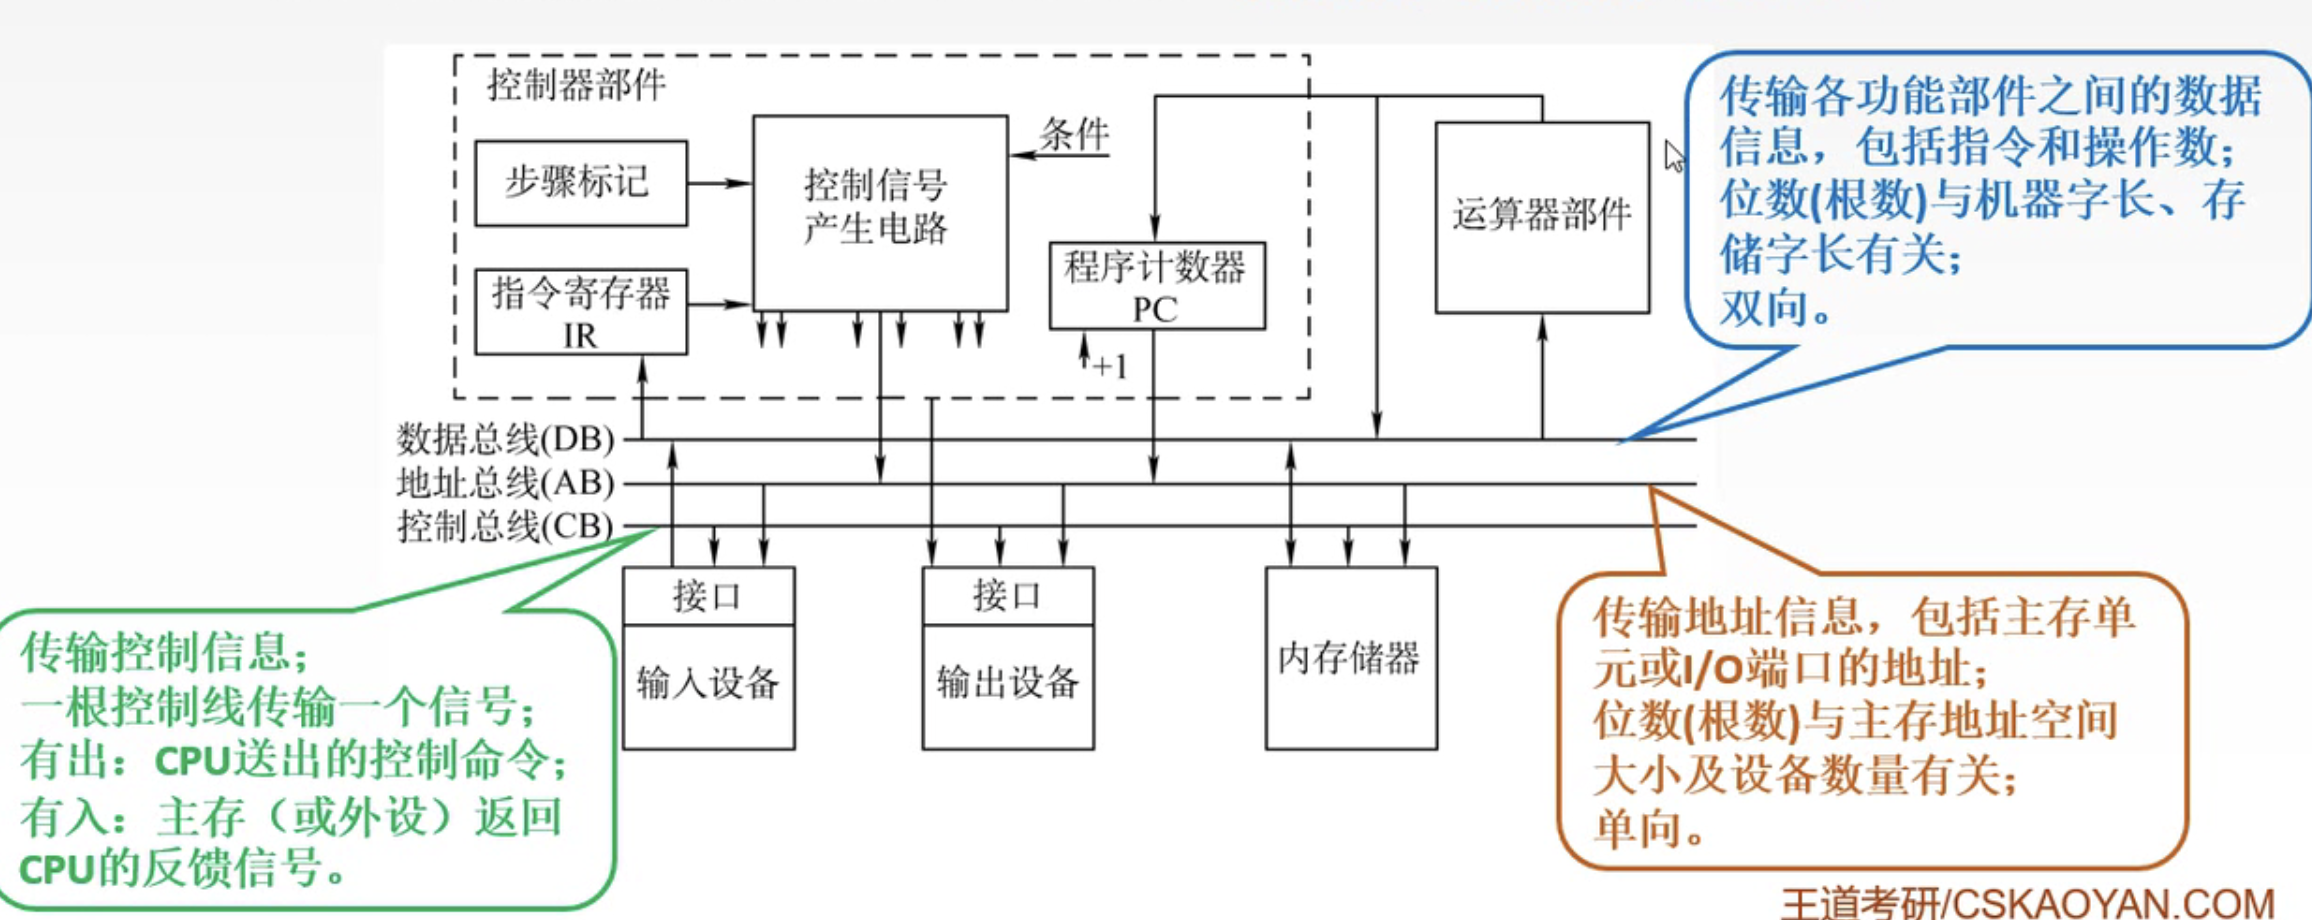 控制器部件
步骤标记
指令寄存器
IR
控制信号
产生电路
条件
程序计数器
PC
+1
运算器部件
数据总线(DB)
地址总线(AB)
控制总线(CB)
接口
输入设备
接口
输出设备
内存储器
传输各功能部件之间的数据
信息，包括指令和操作数；
位数(根数)与机器字长、存
储字长有关；
双向。
传输控制信息；
一根控制线传输一个信号；
有出：CPU送出的控制命令；
有入：主存（或外设）返回
CPU的反馈信号。
传输地址信息，包括主存单
元或I/O端口的地址；
位数(根数)与主存地址空间
大小及设备数量有关；
单向。
王道考研/CSKAOYAN.COM